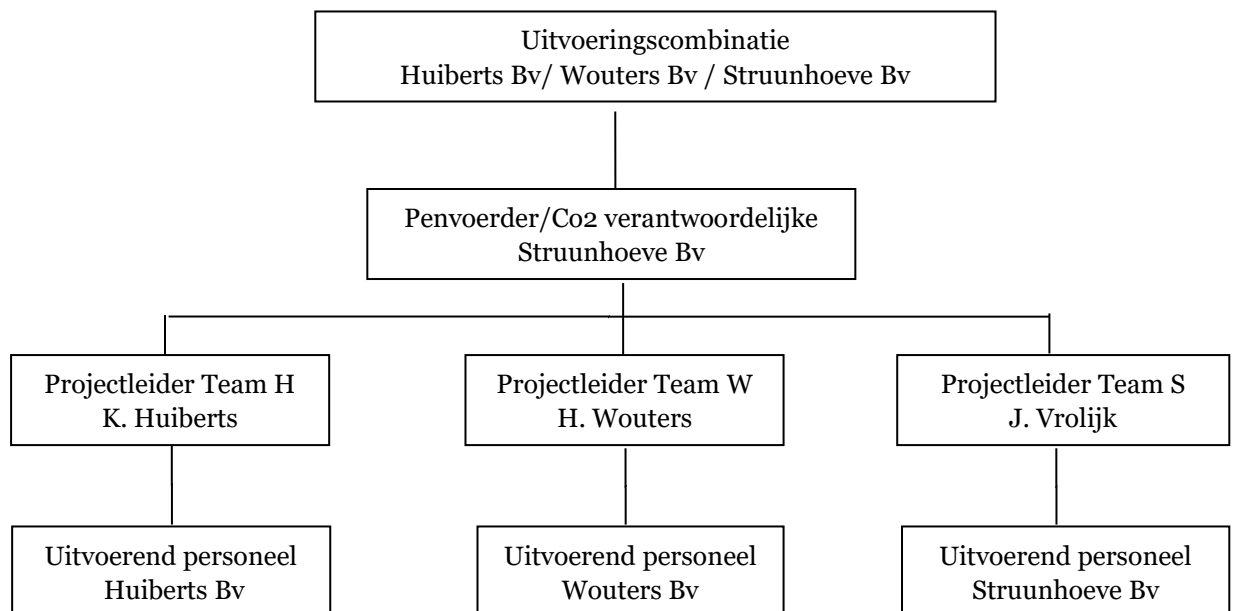 Uitvoeringscombinatie
Huiberts Bv/ Wouters Bv / Struunhoeve Bv
Penvoerder/Co2 verantwoordelijke
Struunhoeve Bv
Projectleider Team H
K. Huiberts
Projectleider Team W
H. Wouters
Projectleider Team S
J. Vrolijk
Uitvoerend personeel
Huiberts Bv
Uitvoerend personeel
Wouters Bv
Uitvoerend personeel
Struunhoeve Bv